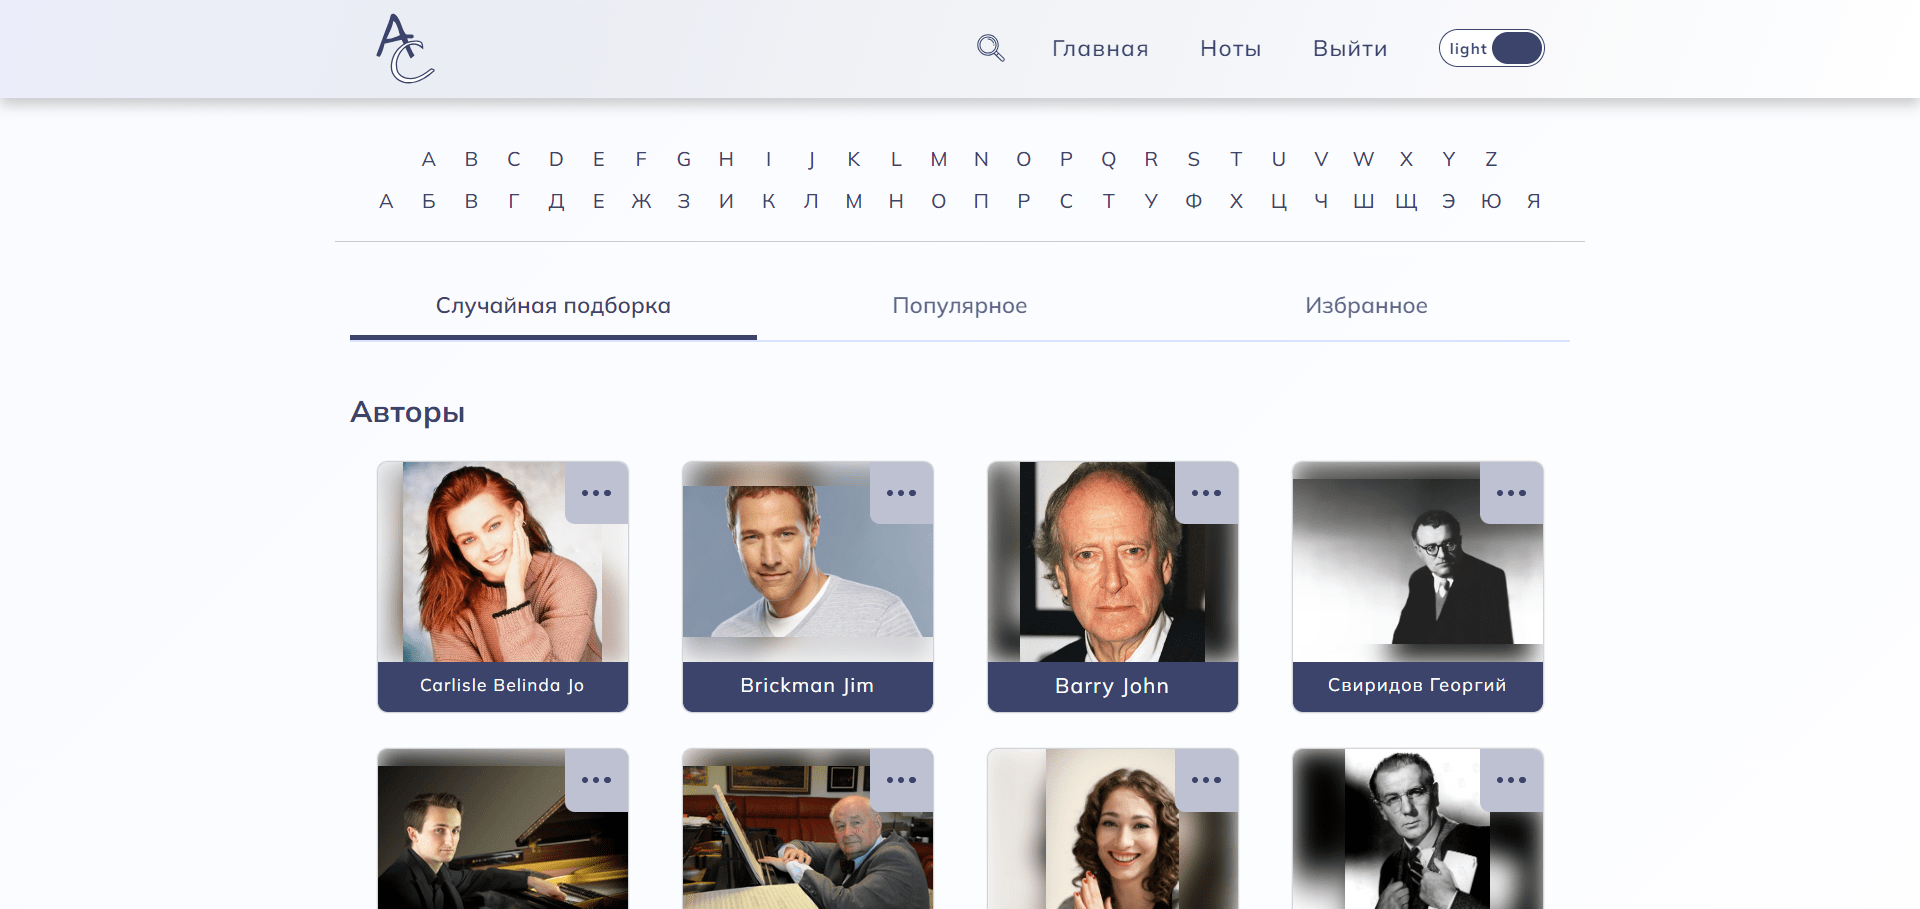 AC
Главная Ноты Выйти light
A B C D E F G H I J K L M N O P Q R S T U V W X Y Z
А Б В Г Д Е Ж З И К Л М Н О П Р С Т У Ф Х Ц Ч Ш Щ Э Ю Я
Случайная подборка Популярное Избранное
Авторы
Carlisle Belinda Jo Brickman Jim Barry John Свиридов Георгий